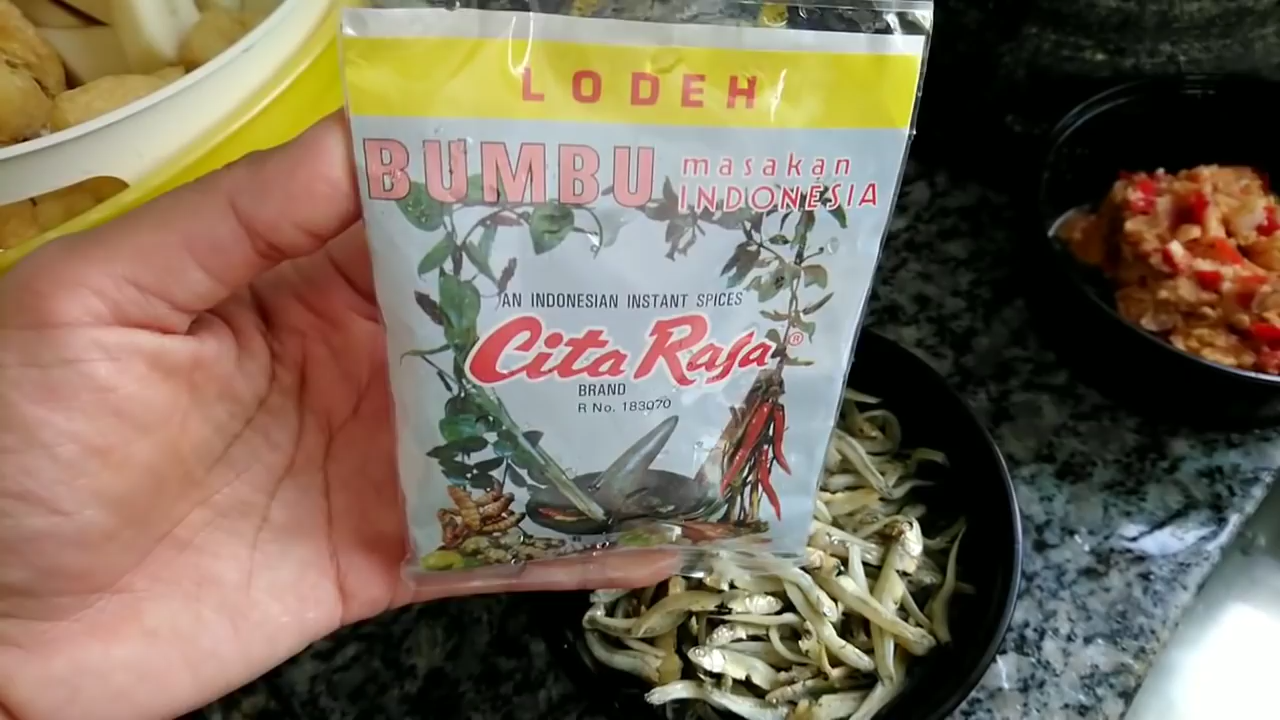 LODEH
BUMBU masakan
INDONESIA
AN INDONESIAN INSTANT SPICES
Cita Rasa ®
BRAND
R No. 183070